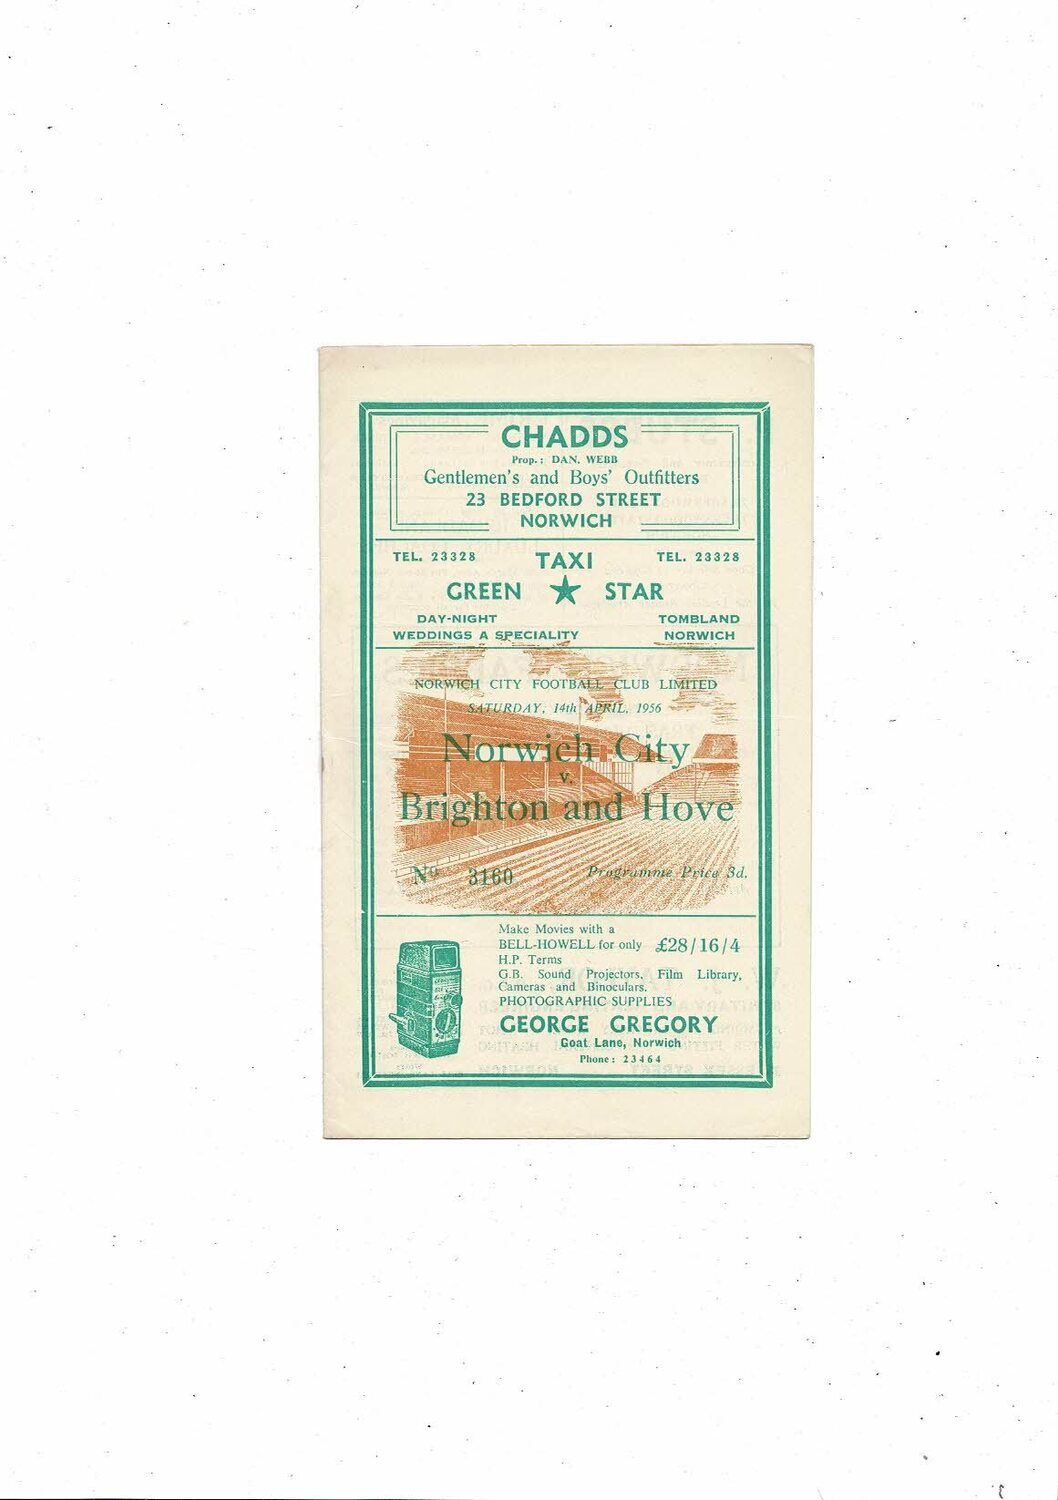 CHADDS
Prop.: DAN. WEBB
Gentlemen's and Boys' Outfitters
23 BEDFORD STREET
NORWICH
TEL. 23328 TAXI TEL. 23328
GREEN ★ STAR
DAY-NIGHT TOMBLAND
WEDDINGS A SPECIALITY NORWICH
NORWICH CITY FOOTBALL CLUB LIMITED
SATURDAY, 14th APRIL, 1956
Norwich City
v.
Brighton and Hove
No 3160 Programme Price 3d.
Make Movies with a
BELL-HOWELL for only £28/16/4
H.P. Terms
G.B. Sound Projectors, Film Library,
Cameras and Binoculars.
PHOTOGRAPHIC SUPPLIES
GEORGE GREGORY
Goat Lane, Norwich
Phone: 23464